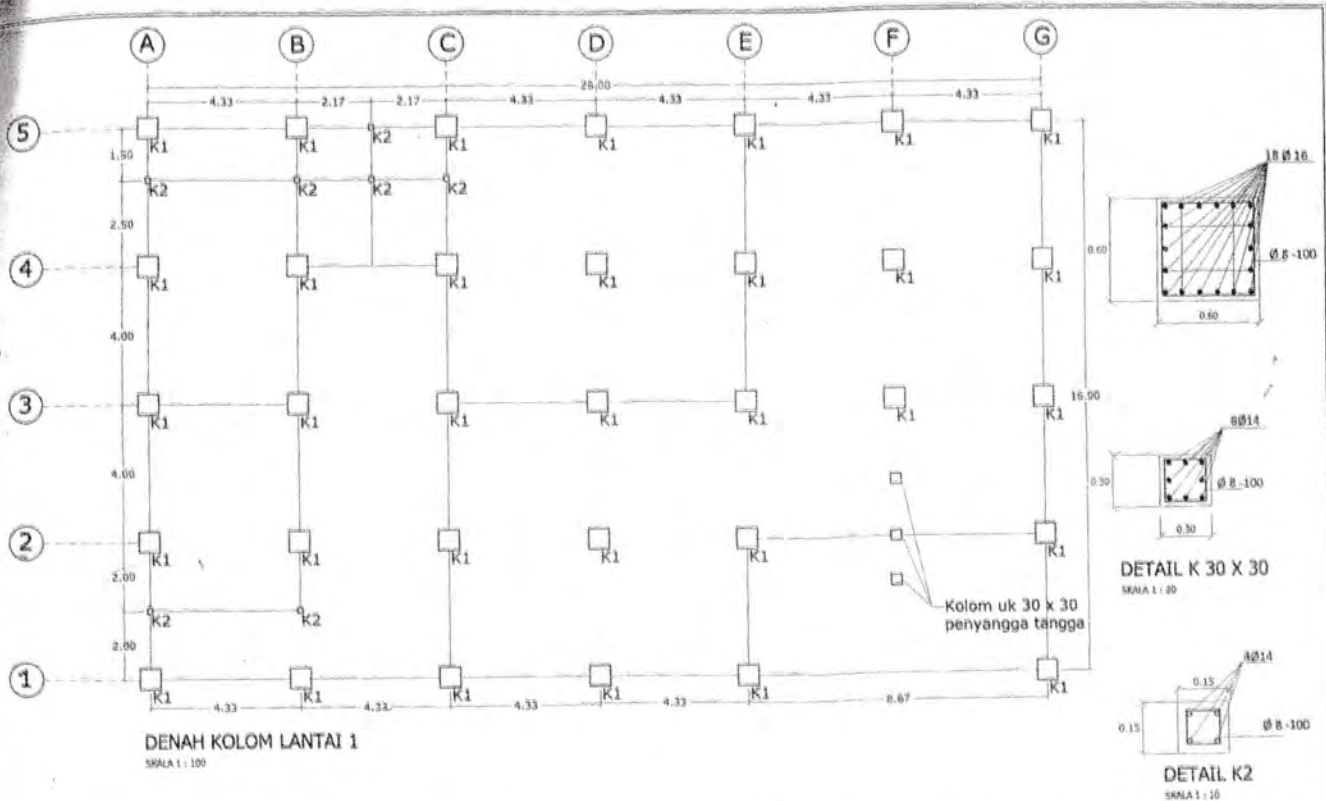 A B C D E F G
26.00
4.33 2.17 2.17 4.33 4.33 4.33 4.33
5
K1 K1 K2 K1 K1 K1 K1 K1
1.50
K2 K2 K2 K2
2.50
4
K1 K1 K1 K1 K1 K1 K1
4.00
3
K1 K1 K1 K1 K1 K1 K1
16.90
4.00
2
K1 K1 K1 K1 K1 K1
2.00
K2 K2
Kolom uk 30 x 30
penyangga tangga
2.00
1
K1 K1 K1 K1 K1 K1
4.33 4.33 4.33 4.33 8.67
DENAH KOLOM LANTAI 1
SKALA 1 : 100
18 Ø 16
0.60
Ø 8 -100
0.60
8Ø14
0.30
Ø 8 -100
0.30
DETAIL K 30 X 30
SKALA 1 : 20
4Ø14
0.15
0.15
Ø 8 -100
DETAIL K2
SKALA 1 : 10